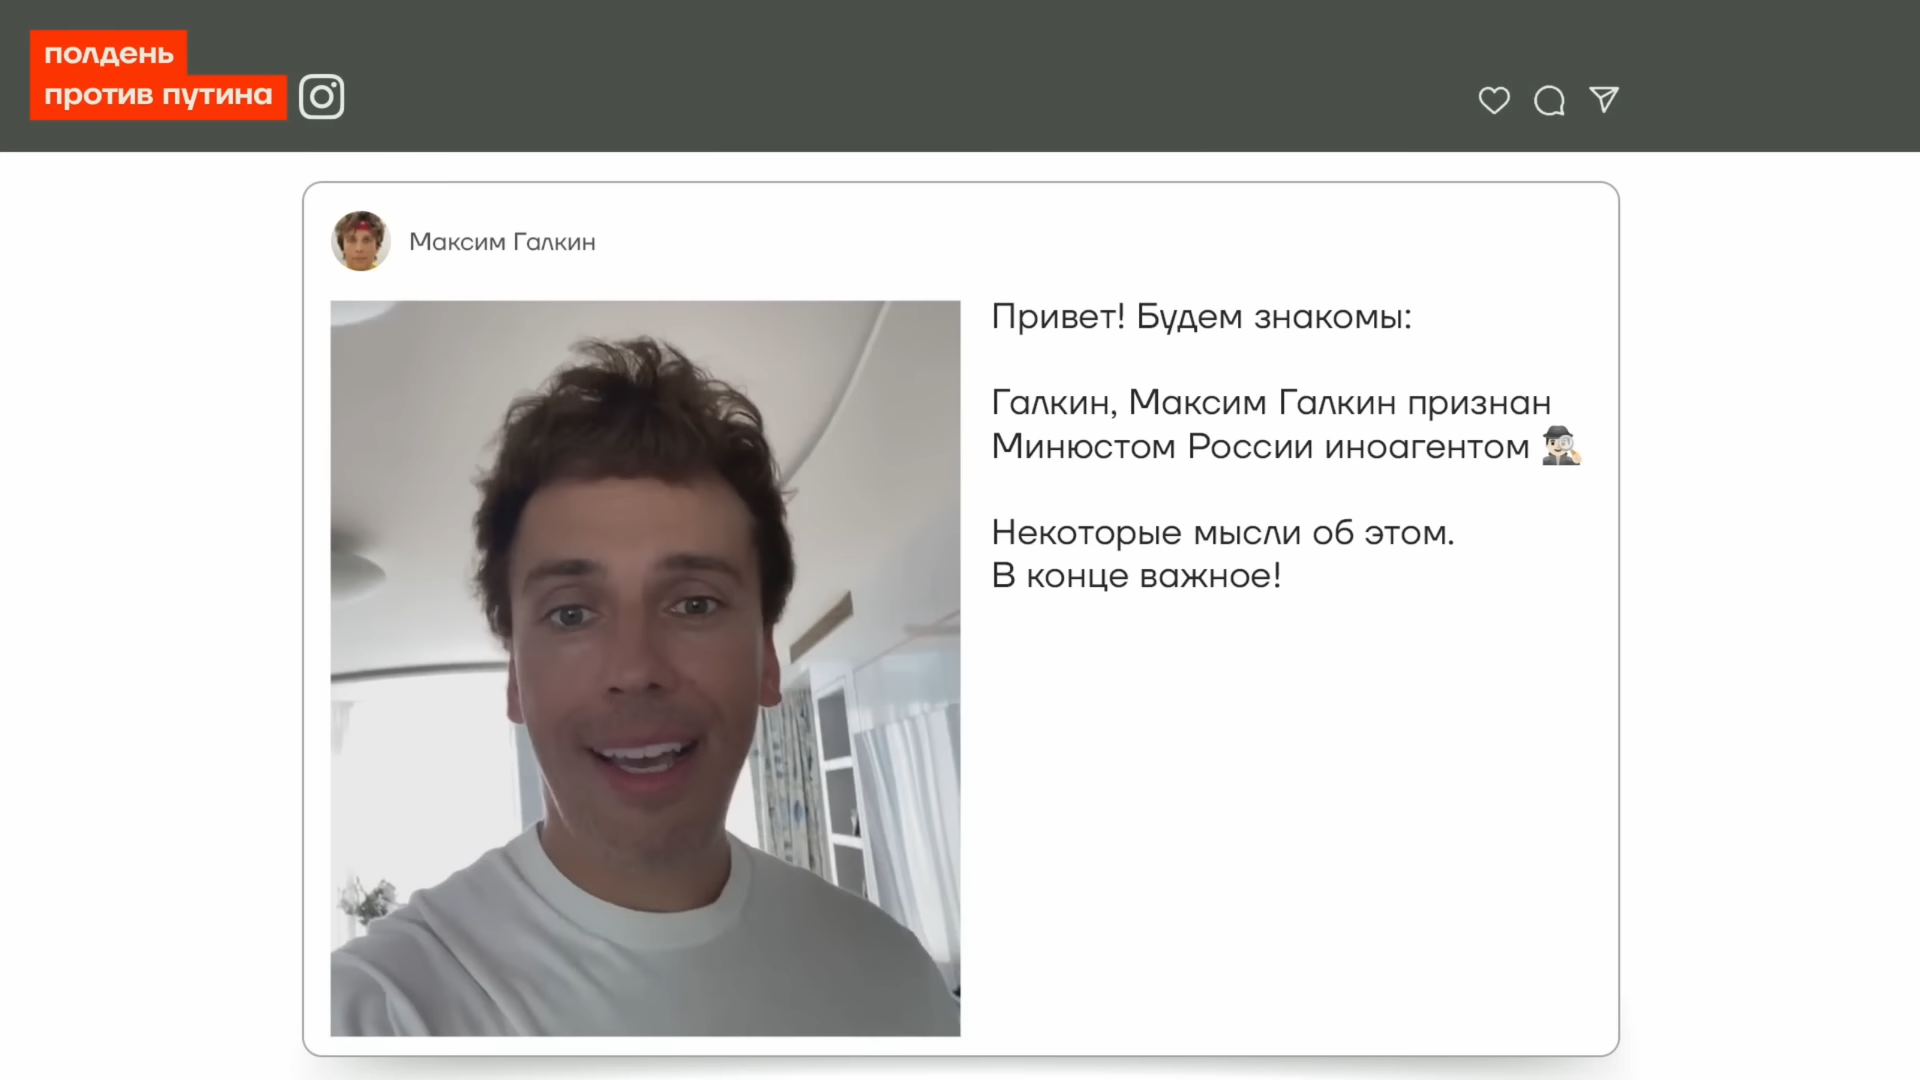 полдень
против путина
Максим Галкин
Привет! Будем знакомы:
Галкин, Максим Галкин признан
Минюстом России иноагентом 🕵🏻
Некоторые мысли об этом.
В конце важное!